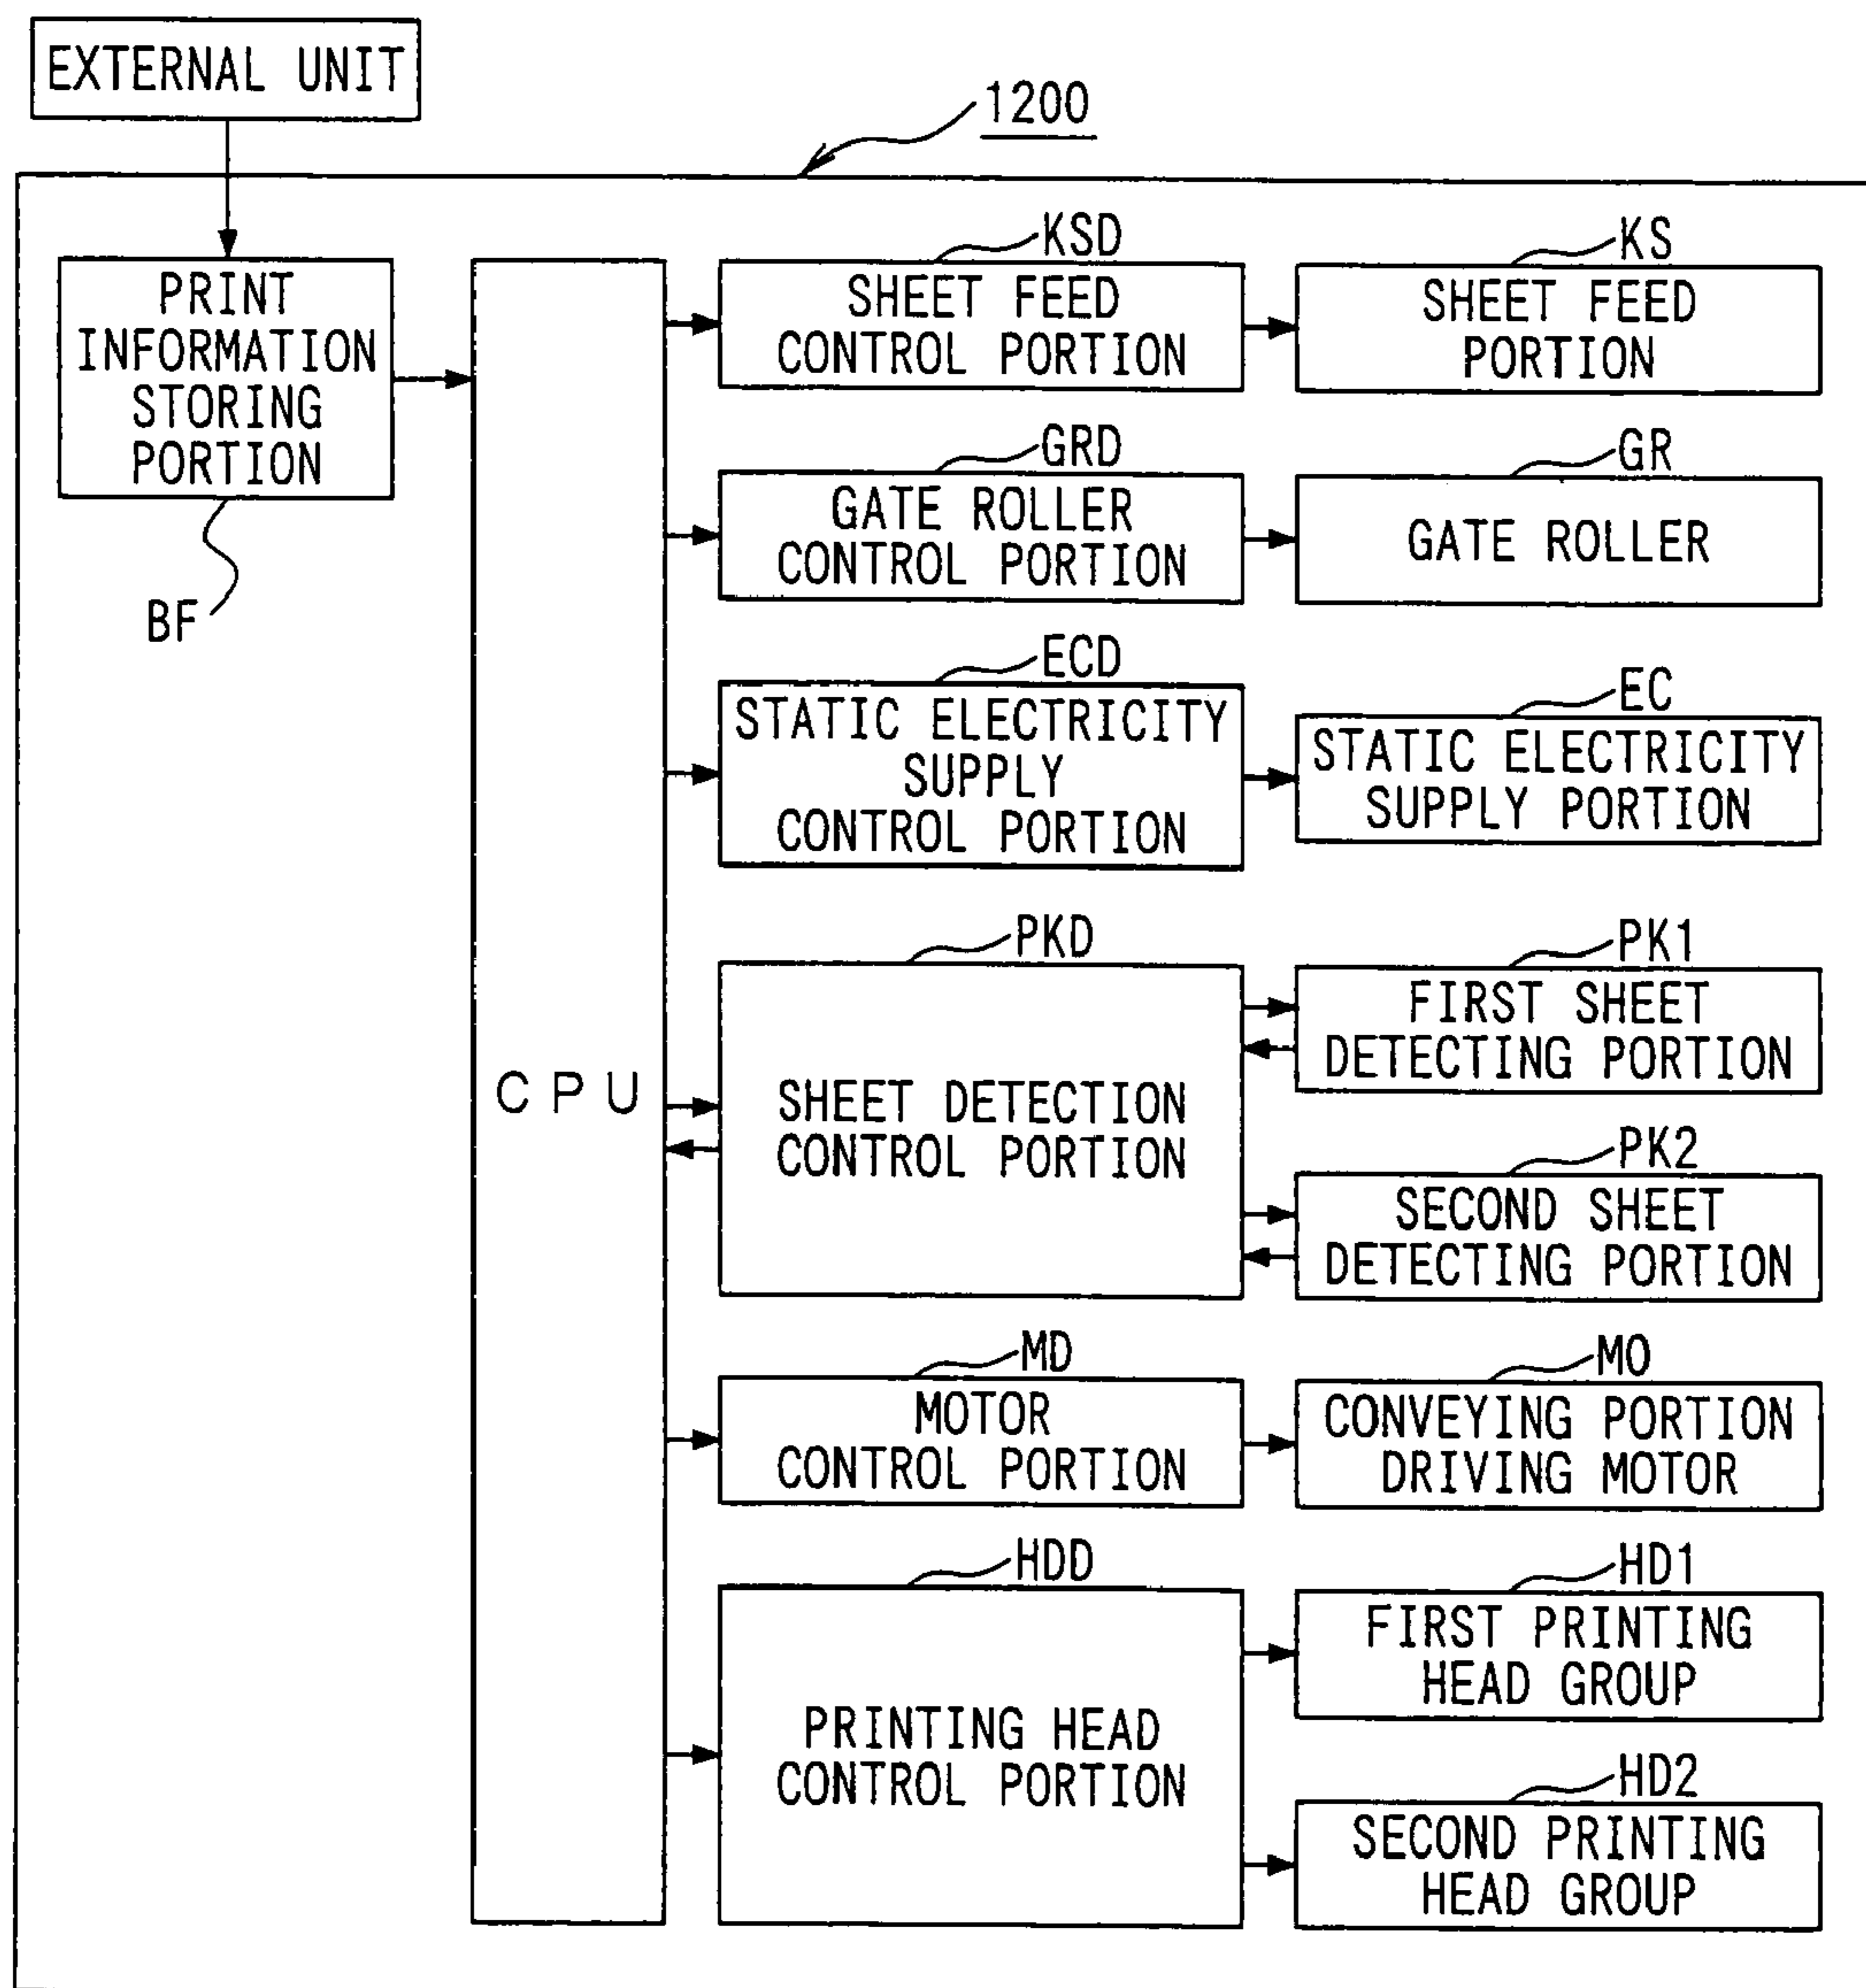 EXTERNAL UNIT
1200
PRINT
INFORMATION
STORING
PORTION
BF
CPU
KSD
SHEET FEED
CONTROL PORTION
KS
SHEET FEED
PORTION
GRD
GATE ROLLER
CONTROL PORTION
GR
GATE ROLLER
ECD
STATIC ELECTRICITY
SUPPLY
CONTROL PORTION
EC
STATIC ELECTRICITY
SUPPLY PORTION
PKD
SHEET DETECTION
CONTROL PORTION
PK1
FIRST SHEET
DETECTING PORTION
PK2
SECOND SHEET
DETECTING PORTION
MD
MOTOR
CONTROL PORTION
MO
CONVEYING PORTION
DRIVING MOTOR
HDD
PRINTING HEAD
CONTROL PORTION
HD1
FIRST PRINTING
HEAD GROUP
HD2
SECOND PRINTING
HEAD GROUP